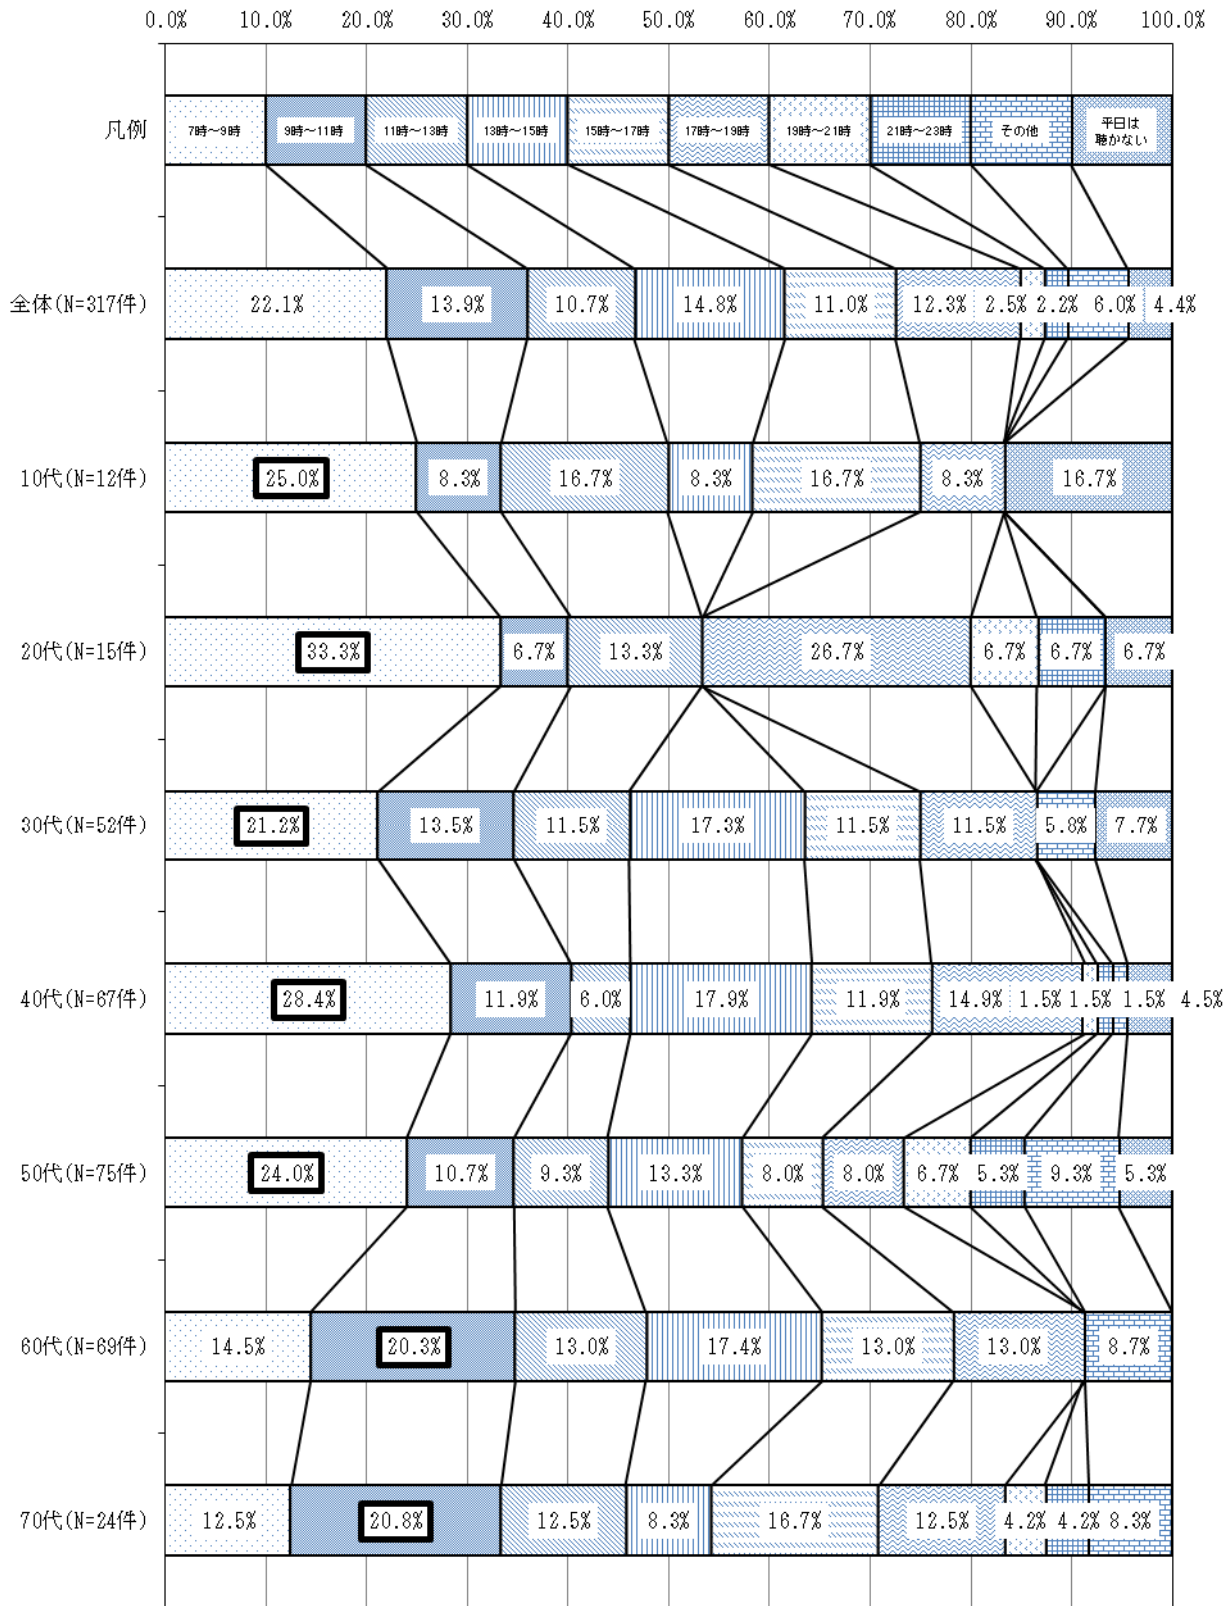 0.0% 10.0% 20.0% 30.0% 40.0% 50.0% 60.0% 70.0% 80.0% 90.0% 100.0%
凡例 7時～9時 9時～11時 11時～13時 13時～15時 15時～17時 17時～19時 19時～21時 21時～23時 その他 平日は
聴かない
全体(N=317件) 22.1% 13.9% 10.7% 14.8% 11.0% 12.3% 2.5% 2.2% 6.0% 4.4%
10代(N=12件) 25.0% 8.3% 16.7% 8.3% 16.7% 8.3% 16.7%
20代(N=15件) 33.3% 6.7% 13.3% 26.7% 6.7% 6.7% 6.7%
30代(N=52件) 21.2% 13.5% 11.5% 17.3% 11.5% 11.5% 5.8% 7.7%
40代(N=67件) 28.4% 11.9% 6.0% 17.9% 11.9% 14.9% 1.5% 1.5% 1.5% 4.5%
50代(N=75件) 24.0% 10.7% 9.3% 13.3% 8.0% 8.0% 6.7% 5.3% 9.3% 5.3%
60代(N=69件) 14.5% 20.3% 13.0% 17.4% 13.0% 13.0% 8.7%
70代(N=24件) 12.5% 20.8% 12.5% 8.3% 16.7% 12.5% 4.2% 4.2% 8.3%